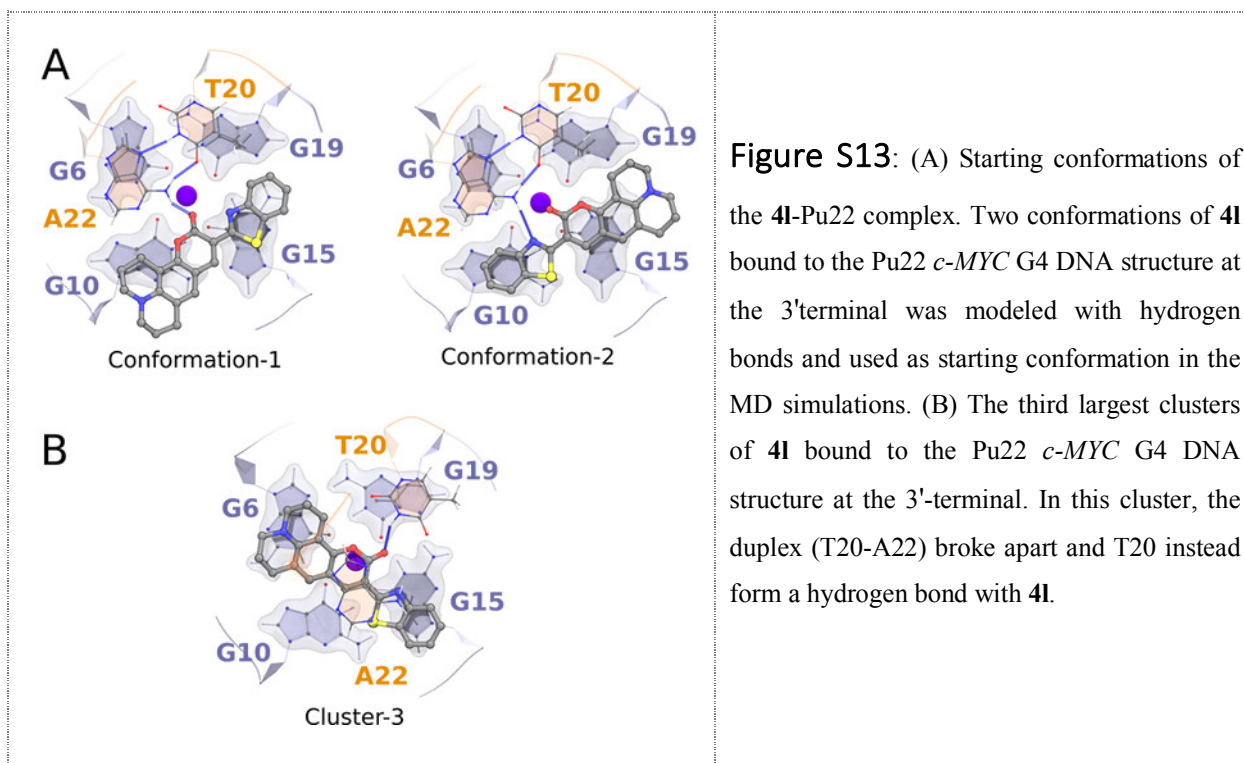 A
T20
G6
G19
A22
G10
G15
Conformation-1
T20
G6
G19
A22
G10
G15
Conformation-2
B
T20
G19
G6
G15
G10
A22
Cluster-3
Figure S13: (A) Starting conformations of
the 4l-Pu22 complex. Two conformations of 4l
bound to the Pu22 c-MYC G4 DNA structure at
the 3'terminal was modeled with hydrogen
bonds and used as starting conformation in the
MD simulations. (B) The third largest clusters
of 4l bound to the Pu22 c-MYC G4 DNA
structure at the 3'-terminal. In this cluster, the
duplex (T20-A22) broke apart and T20 instead
form a hydrogen bond with 4l.